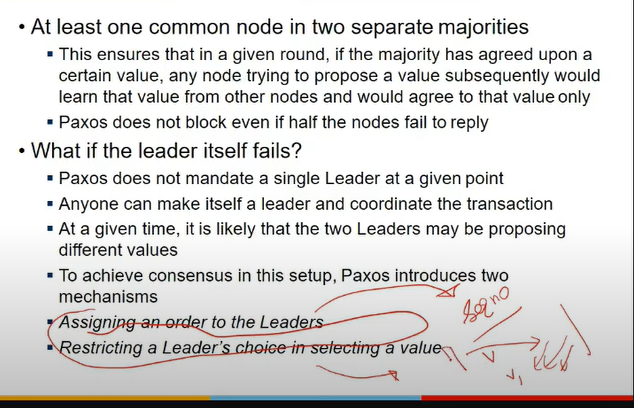 • At least one common node in two separate majorities
▪ This ensures that in a given round, if the majority has agreed upon a
certain value, any node trying to propose a value subsequently would
learn that value from other nodes and would agree to that value only
▪ Paxos does not block even if half the nodes fail to reply
• What if the leader itself fails?
▪ Paxos does not mandate a single Leader at a given point
▪ Anyone can make itself a leader and coordinate the transaction
▪ At a given time, it is likely that the two Leaders may be proposing
different values
▪ To achieve consensus in this setup, Paxos introduces two
mechanisms
▪ Assigning an order to the Leaders
▪ Restricting a Leader's choice in selecting a value
Seq no
V
V1